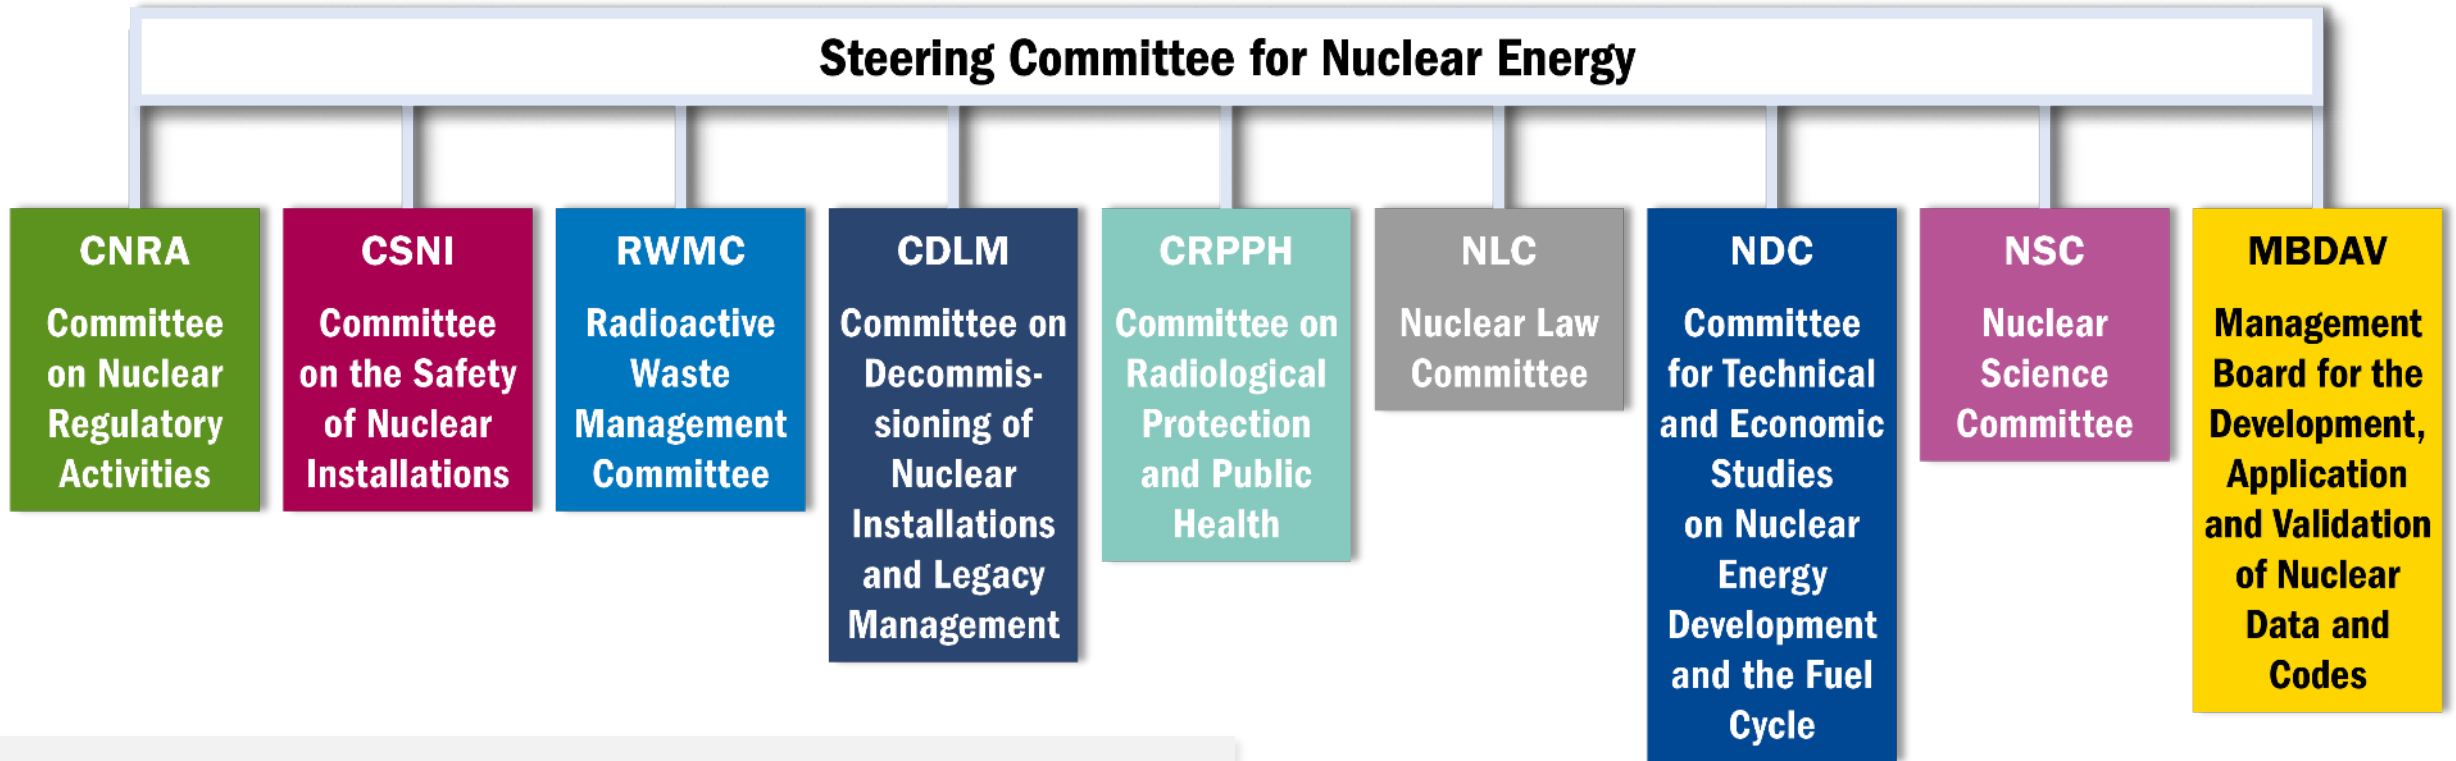 Steering Committee for Nuclear Energy
CNRA
Committee
on Nuclear
Regulatory
Activities
CSNI
Committee
on the Safety
of Nuclear
Installations
RWMC
Radioactive
Waste
Management
Committee
CDLM
Committee on
Decommis-
sioning of
Nuclear
Installations
and Legacy
Management
CRPPH
Committee on
Radiological
Protection
and Public
Health
NLC
Nuclear Law
Committee
NDC
Committee
for Technical
and Economic
Studies
on Nuclear
Energy
Development
and the Fuel
Cycle
NSC
Nuclear
Science
Committee
MBDAV
Management
Board for the
Development,
Application
and Validation
of Nuclear
Data and
Codes